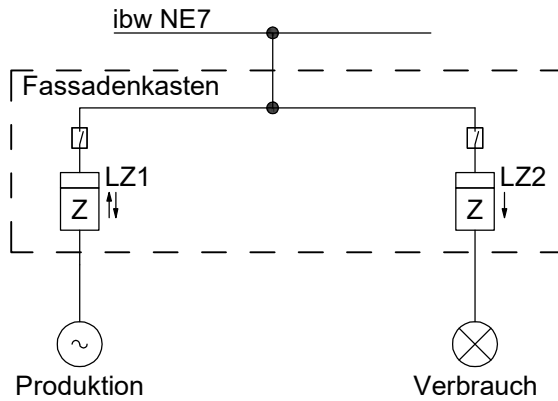 ibw NE7
Fassadenkasten
LZ1
LZ2
Z
Z
~
Produktion
Verbrauch